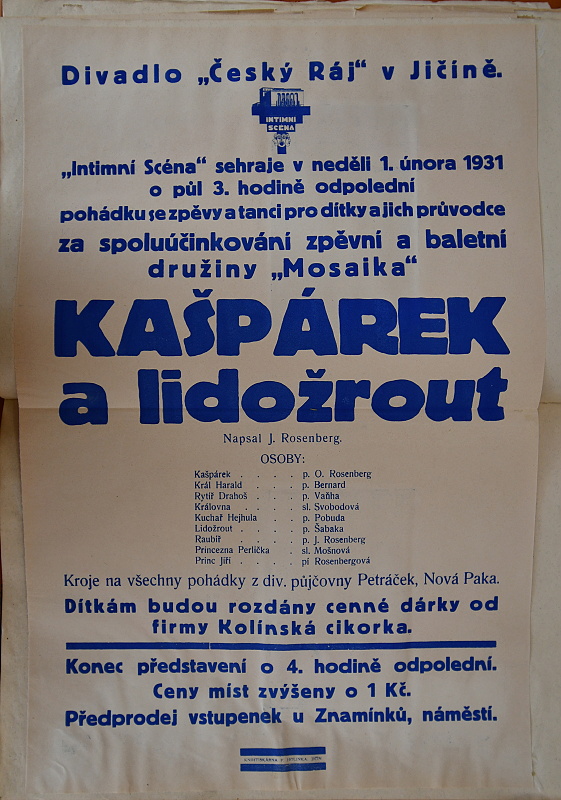 Divadlo „Český Ráj“ v Jičíně.
INTIMNI
SCENA
„Intimní Scéna“ sehraje v neděli 1. února 1931
o půl 3. hodině odpolední
pohádku se zpěvy a tanci pro dítky a jich průvodce
za spoluúčinkování zpěvní a baletní
družiny „Mosaika“
KAŠPÁREK
a lidožrout
Napsal J. Rosenberg.
OSOBY:
Kašpárek . . . . p. O. Rosenberg
Král Harald . . . p. Bernard
Rytíř Drahoš . . . p. Vaňha
Královna . . . . sl. Svobodová
Kuchař Hejhula . . p. Pobuda
Lidožrout . . . . p. Šabaka
Raubíř . . . . p. J. Rosenberg
Princezna Perlička . sl. Mošnová
Princ Jiří . . . . pí Rosenbergová
Kroje na všechny pohádky z div. půjčovny Petráček, Nová Paka.
Dítkám budou rozdány cenné dárky od
firmy Kolínská cikorka.
Konec představení o 4. hodině odpolední.
Ceny míst zvýšeny o 1 Kč.
Předprodej vstupenek u Znamínků, náměstí.